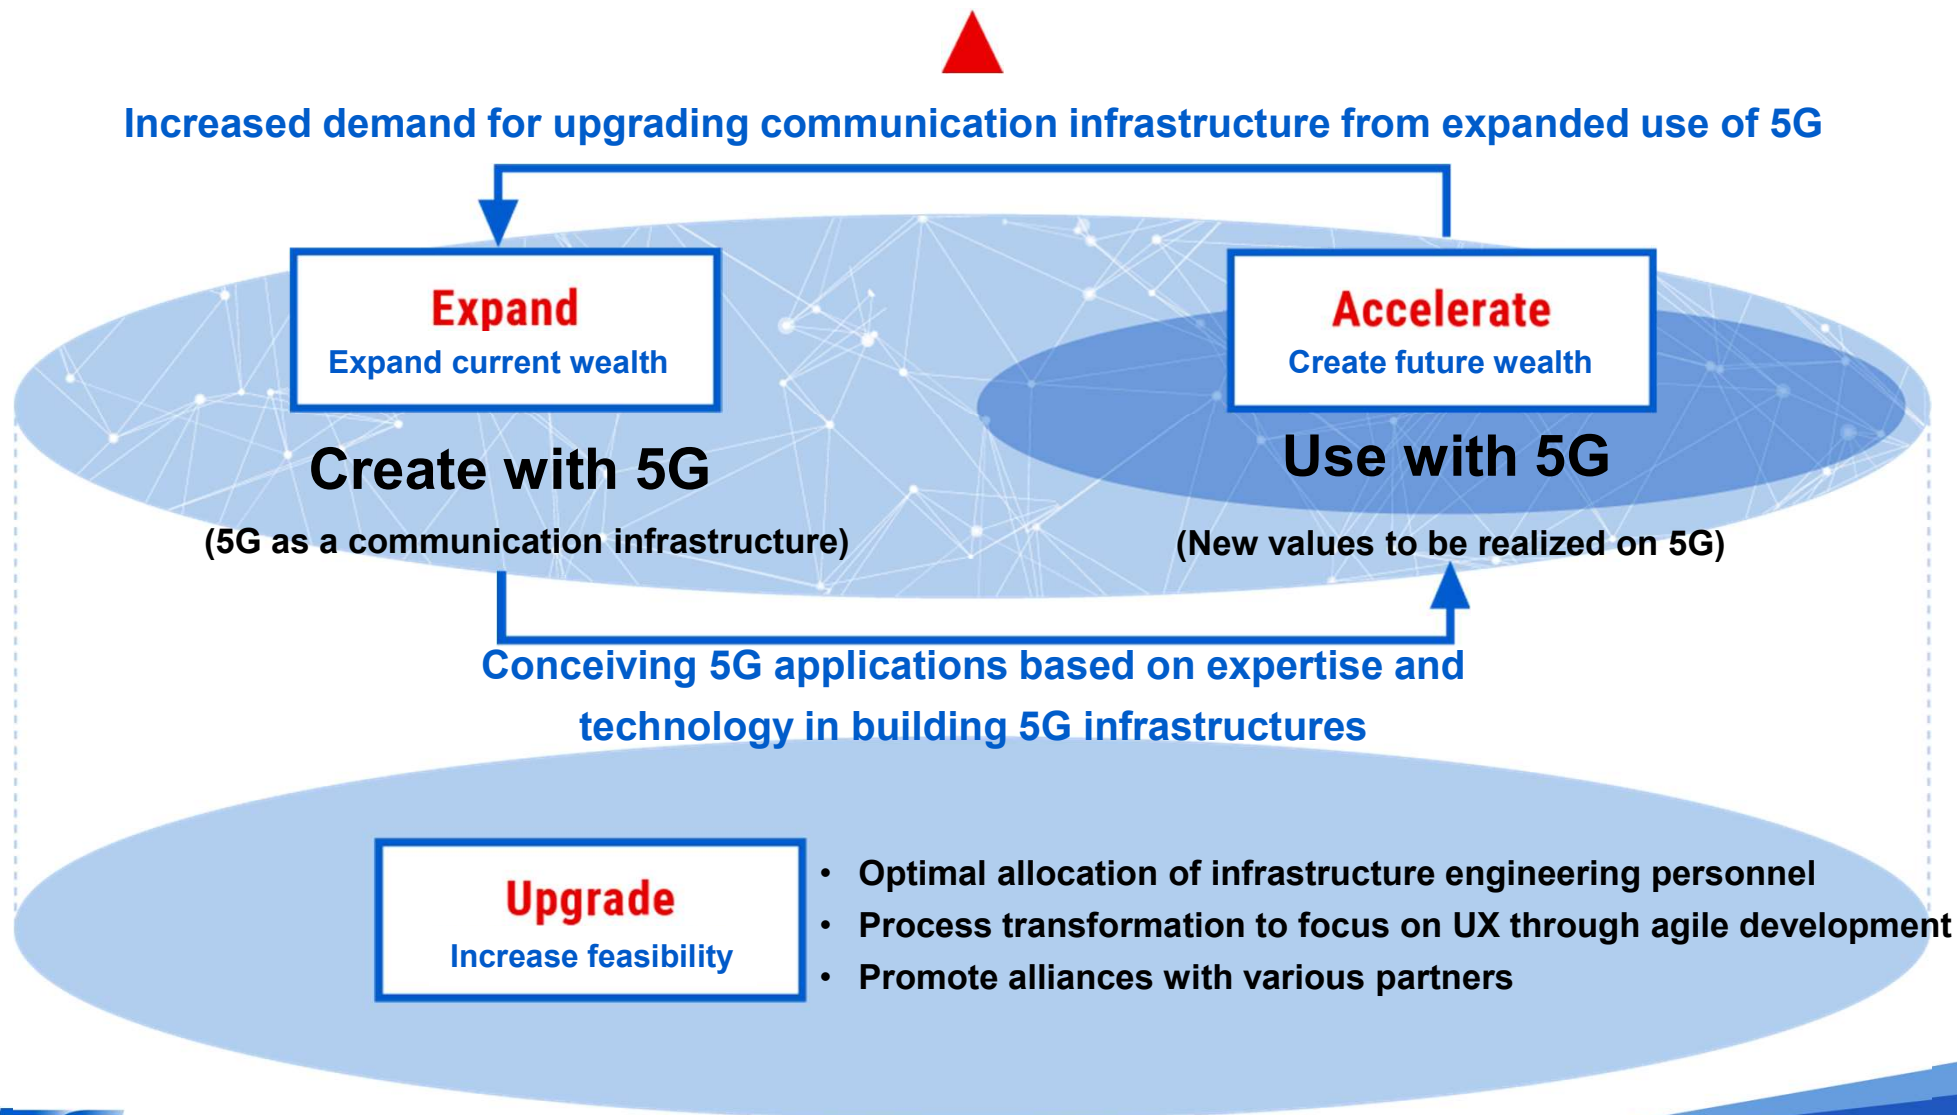 Increased demand for upgrading communication infrastructure from expanded use of 5G
Expand
Expand current wealth
Accelerate
Create future wealth
Create with 5G
Use with 5G
(5G as a communication infrastructure)
(New values to be realized on 5G)
Conceiving 5G applications based on expertise and
technology in building 5G infrastructures
Upgrade
Increase feasibility
• Optimal allocation of infrastructure engineering personnel
• Process transformation to focus on UX through agile development
• Promote alliances with various partners